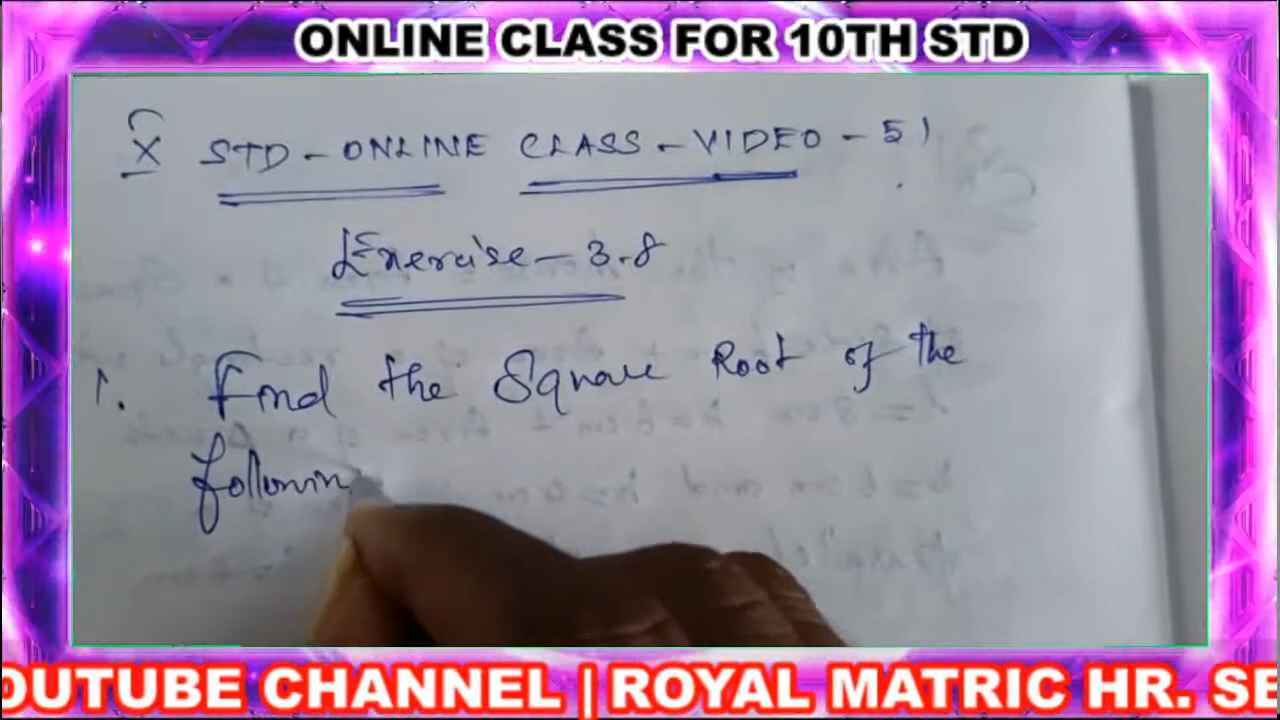 ONLINE CLASS FOR 10TH STD
X STD - ONLINE CLASS - VIDEO - 51
Exercise - 3.8
1. Find the Square Root of the
followin
OUTUBE CHANNEL | ROYAL MATRIC HR. SE